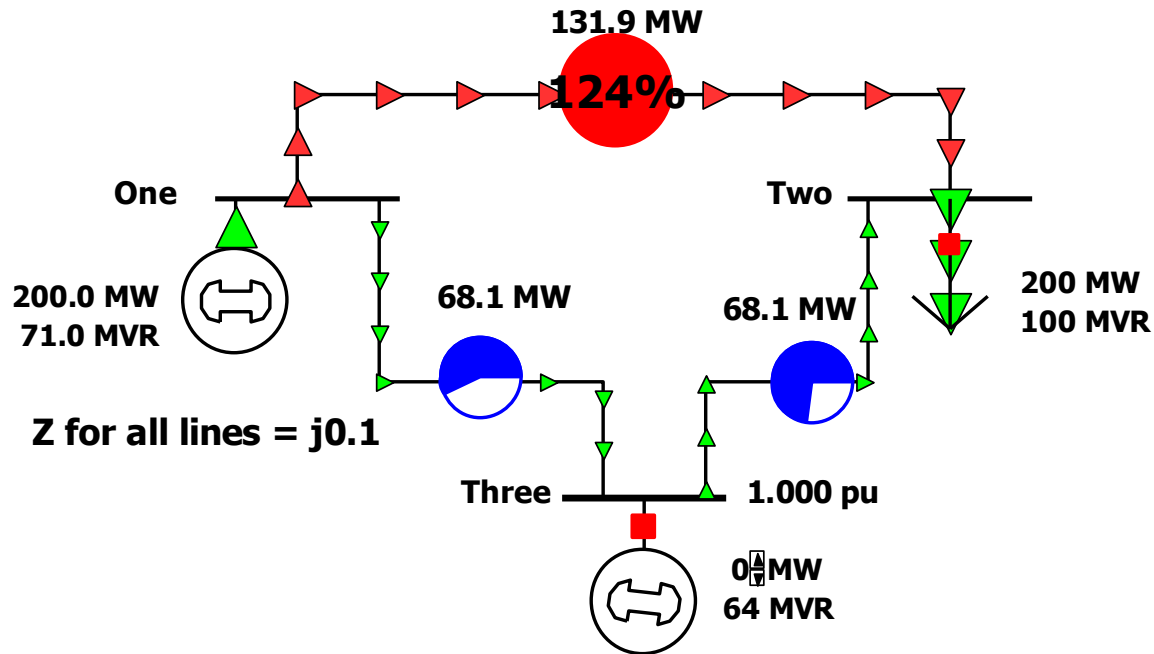 131.9 MW
124%
One
Two
200.0 MW
71.0 MVR
68.1 MW
68.1 MW
200 MW
100 MVR
Z for all lines = j0.1
Three
1.000 pu
0 MW
64 MVR